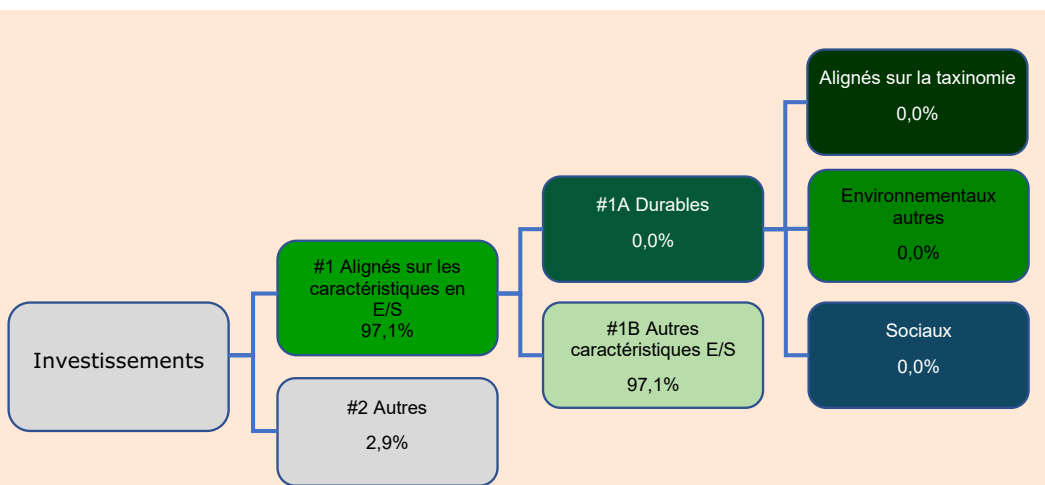 Investissements
#1 Alignés sur les
caractéristiques en
E/S
97,1%
#2 Autres
2,9%
#1A Durables
0,0%
#1B Autres
caractéristiques E/S
97,1%
Alignés sur la taxinomie
0,0%
Environnementaux
autres
0,0%
Sociaux
0,0%